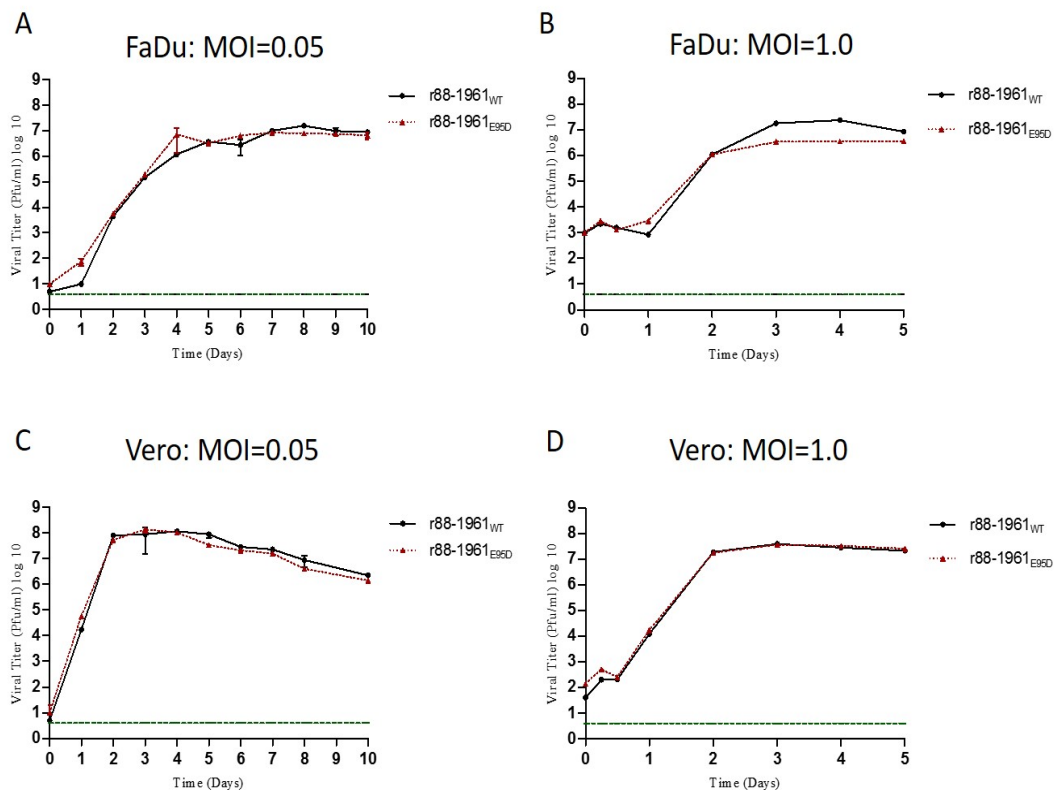 A
FaDu: MOI=0.05
9
8
7
6
5
4
3
2
1
0
Viral Titer (Pfu/ml) log 10
0 1 2 3 4 5 6 7 8 9 10
Time (Days)
r88-1961WT
r88-1961E95D
B
FaDu: MOI=1.0
9
8
7
6
5
4
3
2
1
0
Viral Titer (Pfu/ml) log 10
0 1 2 3 4 5
Time (Days)
r88-1961WT
r88-1961E95D
C
Vero: MOI=0.05
9
8
7
6
5
4
3
2
1
0
Viral Titer (Pfu/ml) log 10
0 1 2 3 4 5 6 7 8 9 10
Time (Days)
r88-1961WT
r88-1961E95D
D
Vero: MOI=1.0
9
8
7
6
5
4
3
2
1
0
Viral Titer (Pfu/ml) log 10
0 1 2 3 4 5
Time (Days)
r88-1961WT
r88-1961E95D